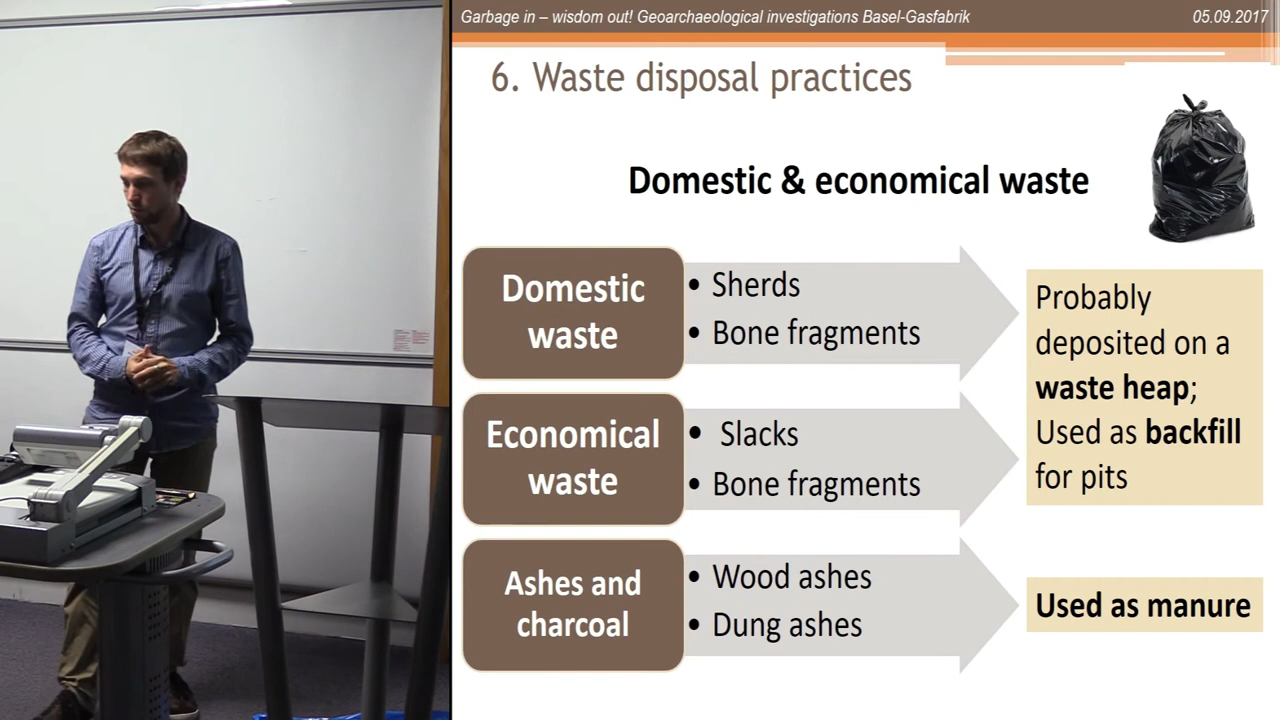 Garbage in – wisdom out! Geoarchaeological investigations Basel-Gasfabrik 05.09.2017
6. Waste disposal practices
Domestic & economical waste
Domestic
waste
• Sherds
• Bone fragments
Economical
waste
• Slacks
• Bone fragments
Probably
deposited on a
waste heap;
Used as backfill
for pits
Ashes and
charcoal
• Wood ashes
• Dung ashes
Used as manure